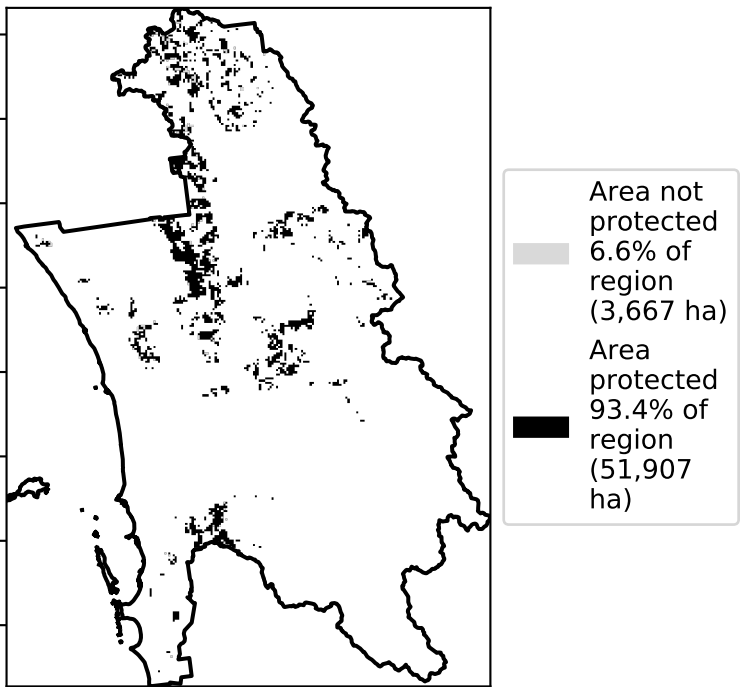 Area not
protected
6.6% of
region
(3,667 ha)
Area
protected
93.4% of
region
(51,907
ha)